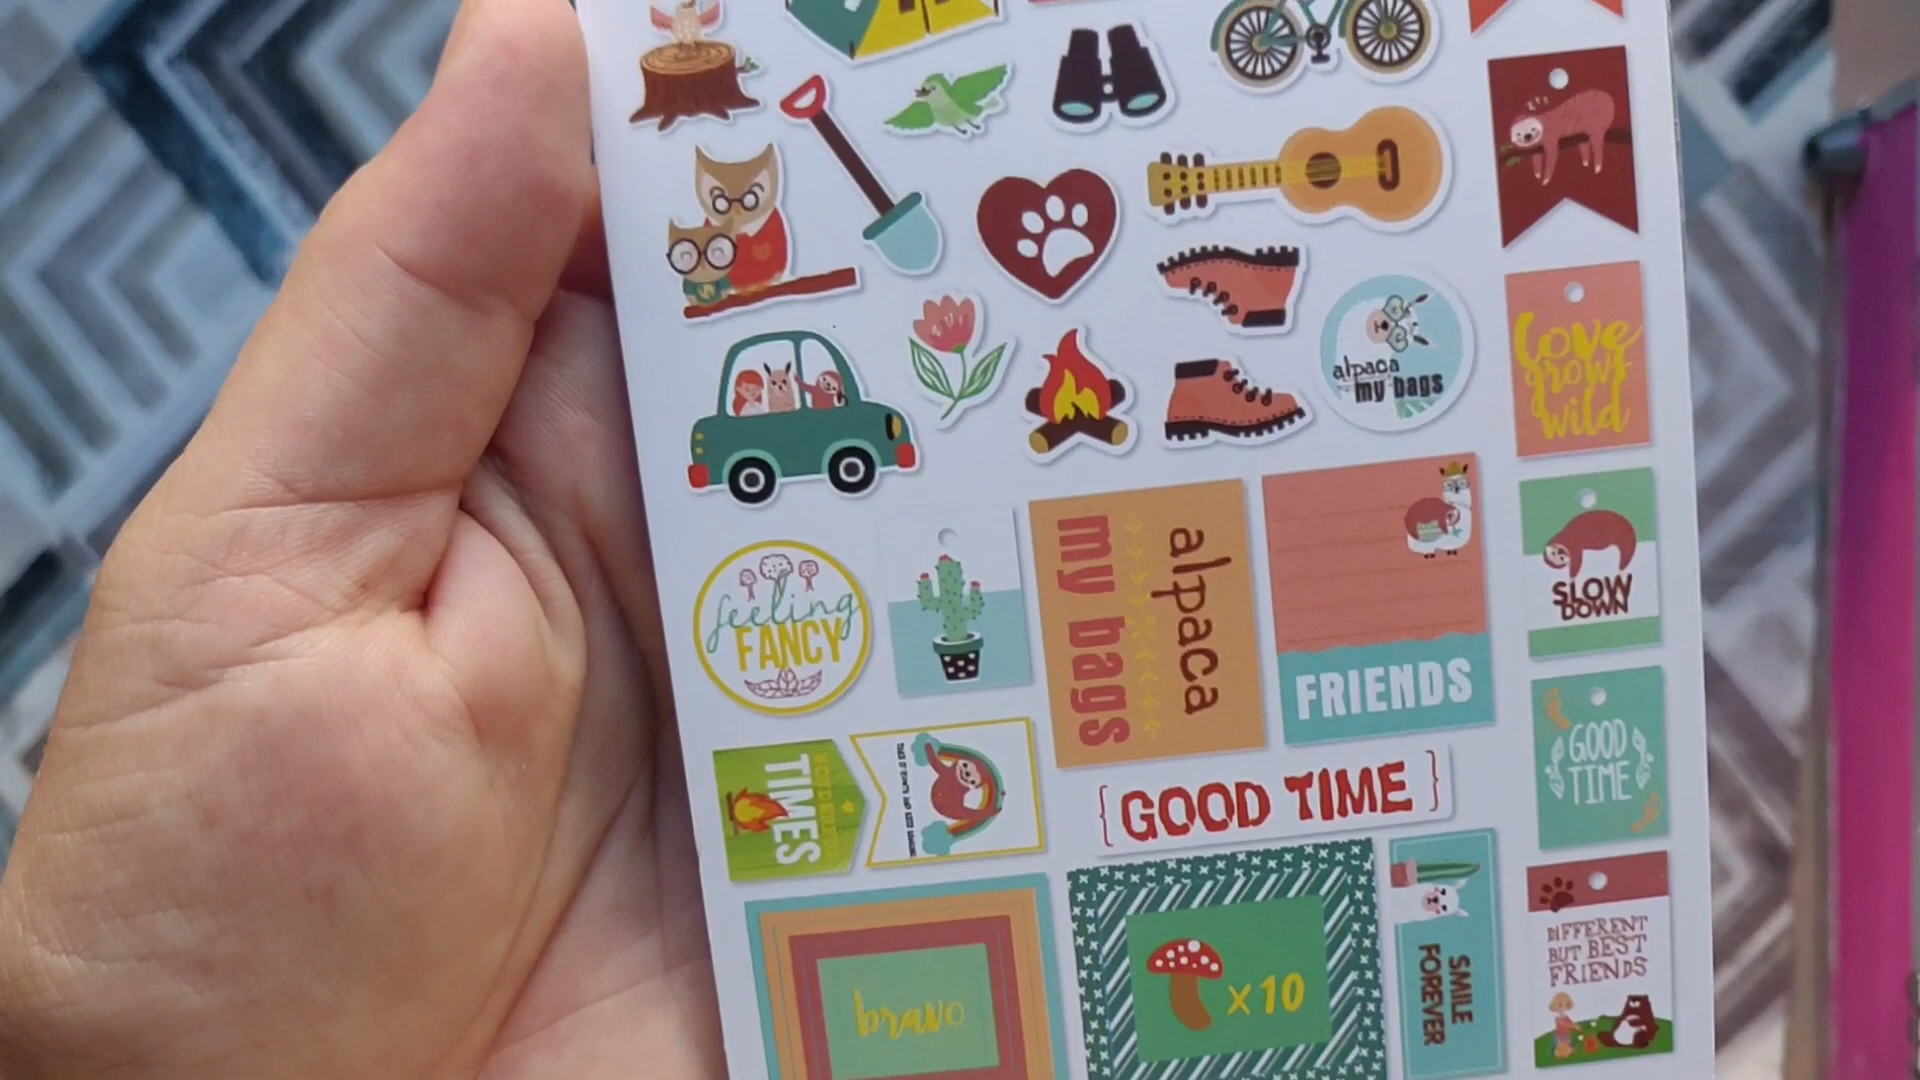 alpaca
my bags
Love
grows
wild
feeling
FANCY
alpaca
my bags
FRIENDS
SLOW
DOWN
TIMES
{GOOD TIME}
GOOD
TIME
bravo
x10
SMILE
FOREVER
DIFFERENT
BUT BEST
FRIENDS